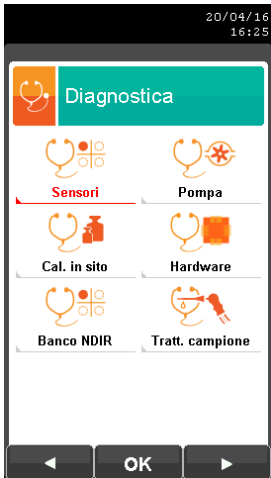 20/04/16
16:25
Diagnostica
Sensori
Pompa
Cal. in sito
Hardware
Banco NDIR
Tratt. campione
OK